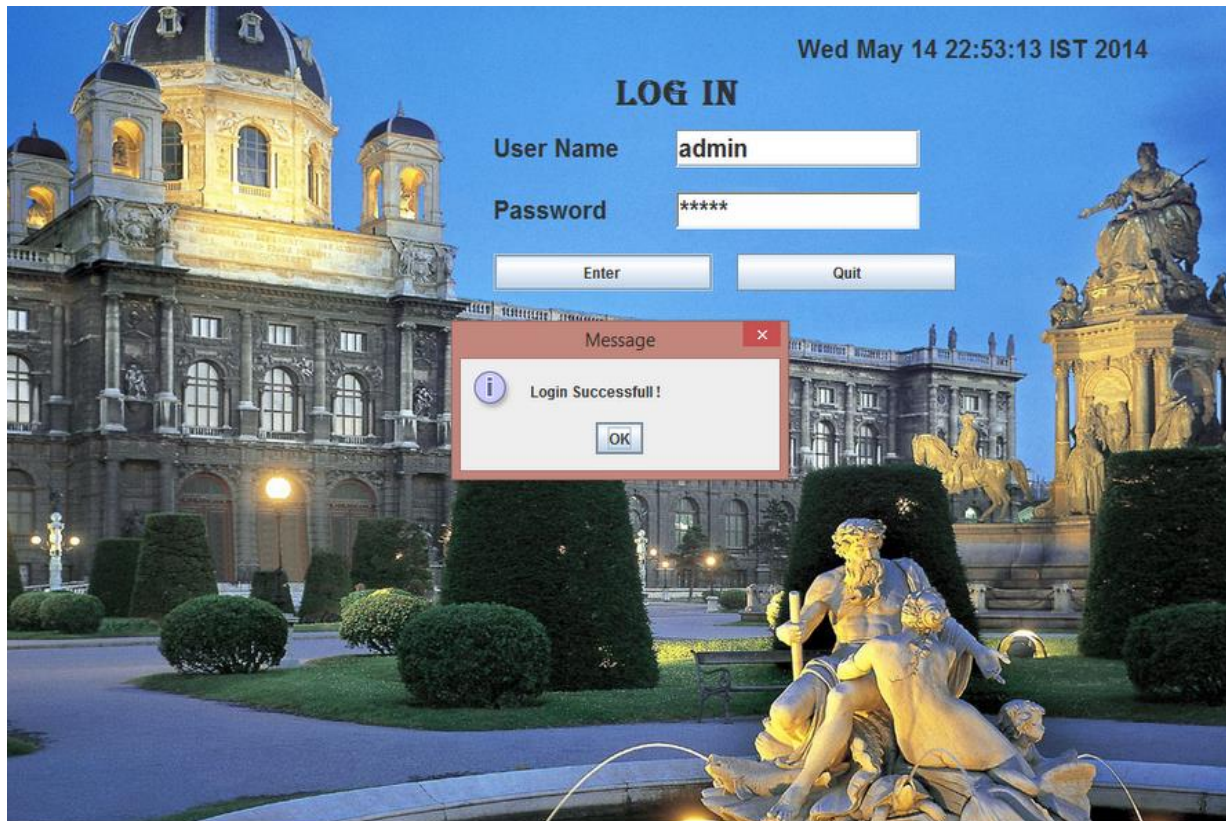 Wed May 14 22:53:13 IST 2014
LOG IN
User Name admin
Password *****
Enter Quit
Message
Login Successfull !
OK